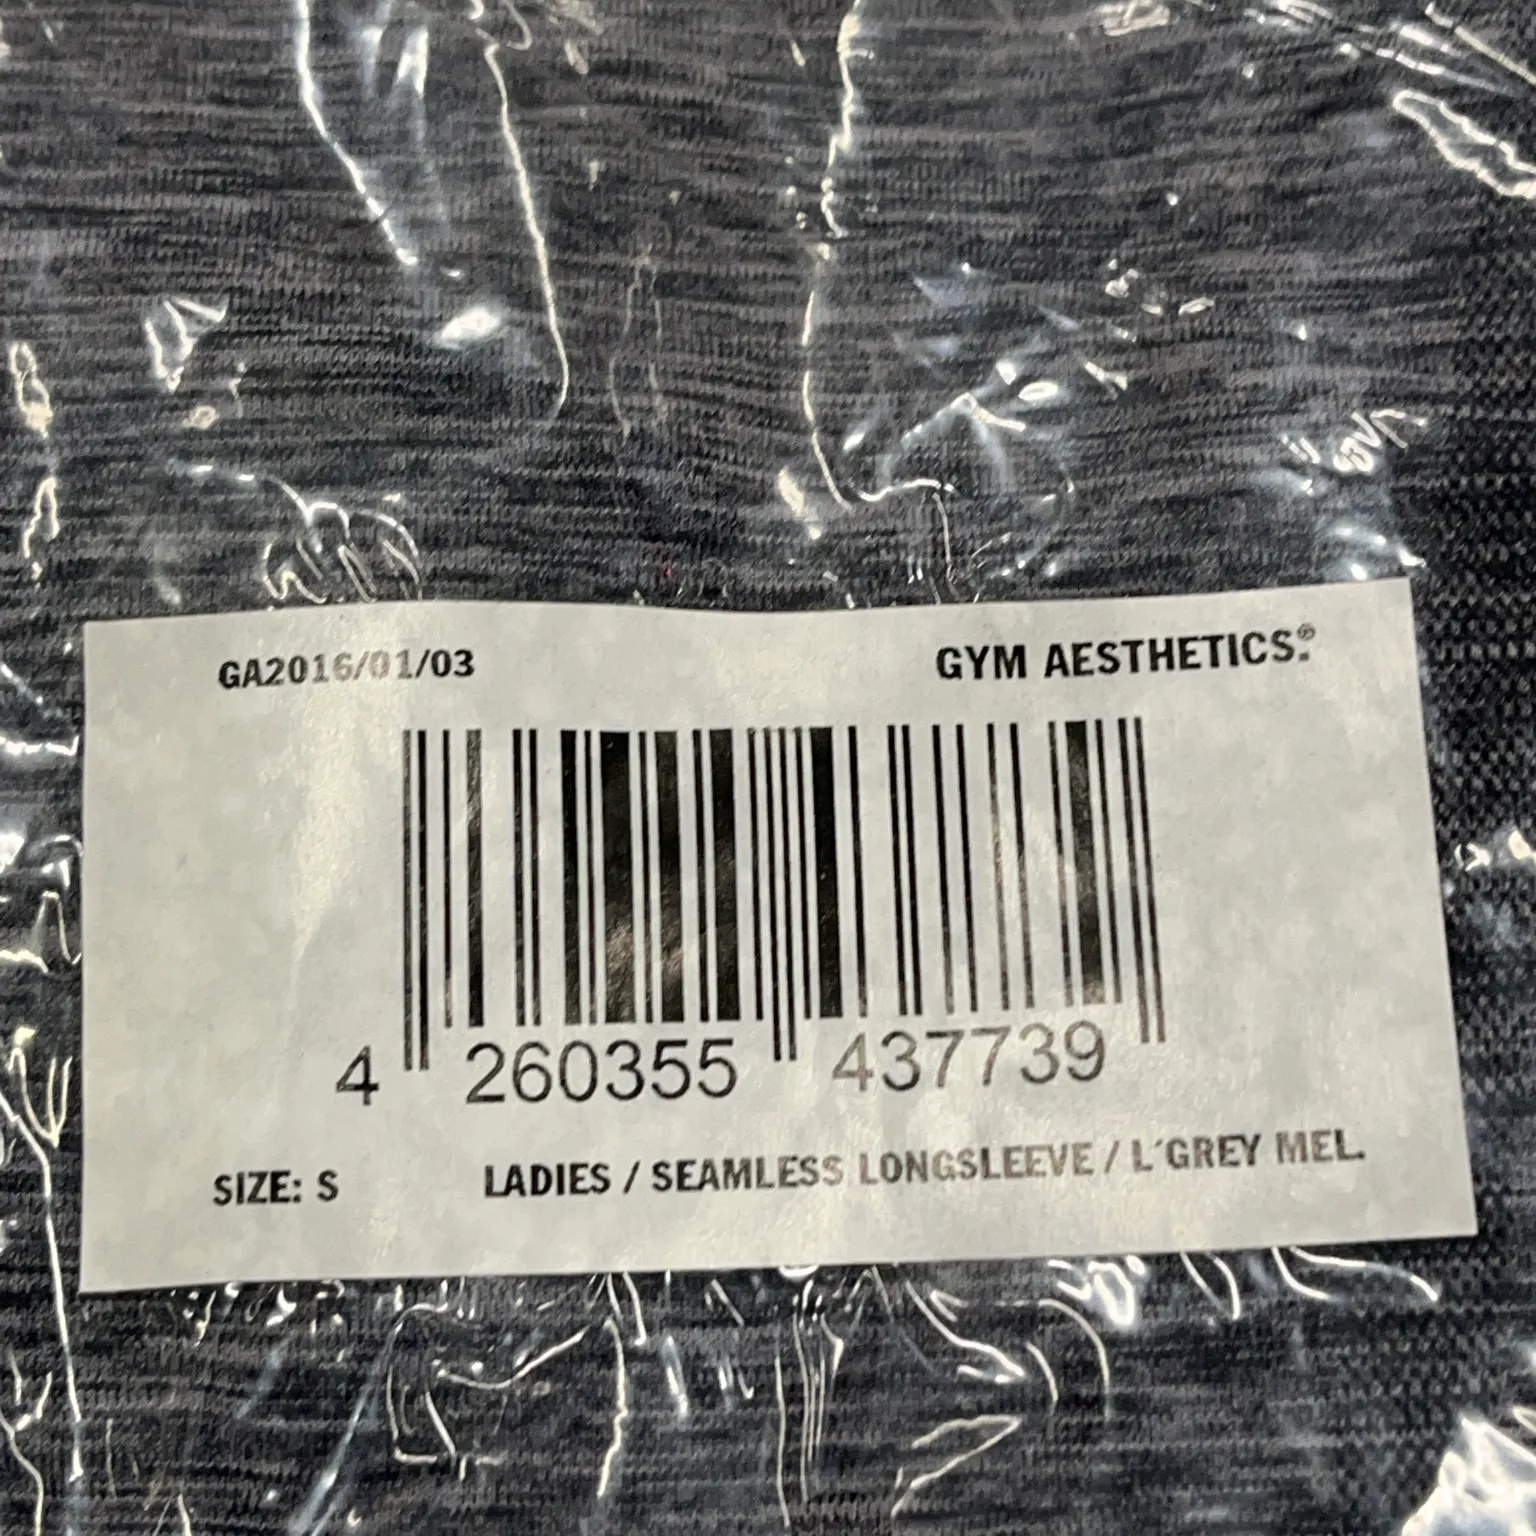 GA2016/01/03
GYM AESTHETICS.®
4 260355 437739
SIZE: S
LADIES / SEAMLESS LONGSLEEVE / L´GREY MEL.